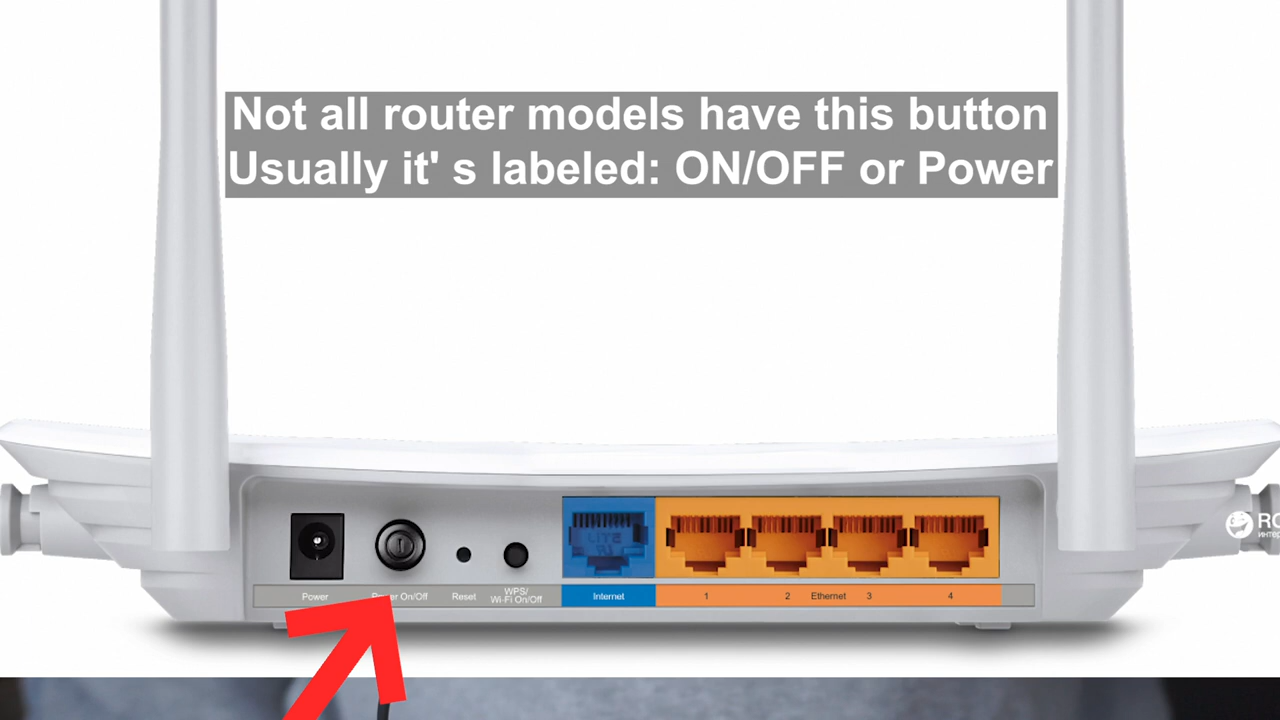 Not all router models have this button
Usually it' s labeled: ON/OFF or Power
Power
On/Off
Reset
WPS/
Wi-Fi On/Off
Internet
1
2
Ethernet
3
4